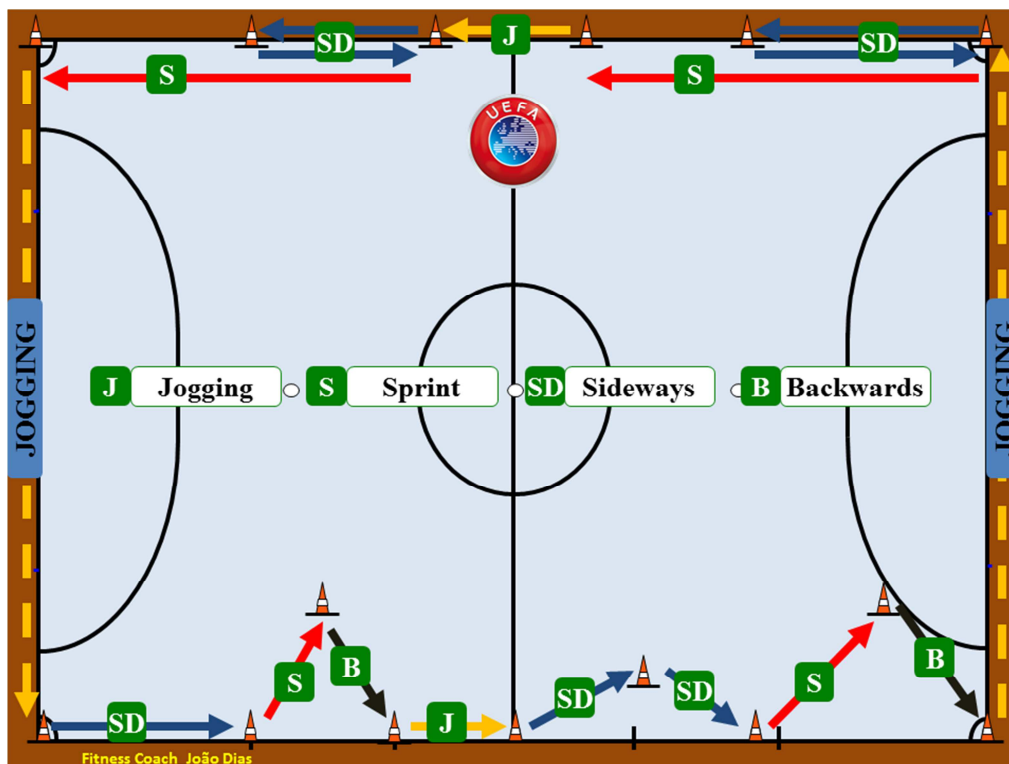 J
SD
SD
S
S
UEFA
JOGGING
JOGGING
J Jogging
S Sprint
SD Sideways
B Backwards
S
B
SD
J
SD
SD
S
B
Fitness Coach João Dias